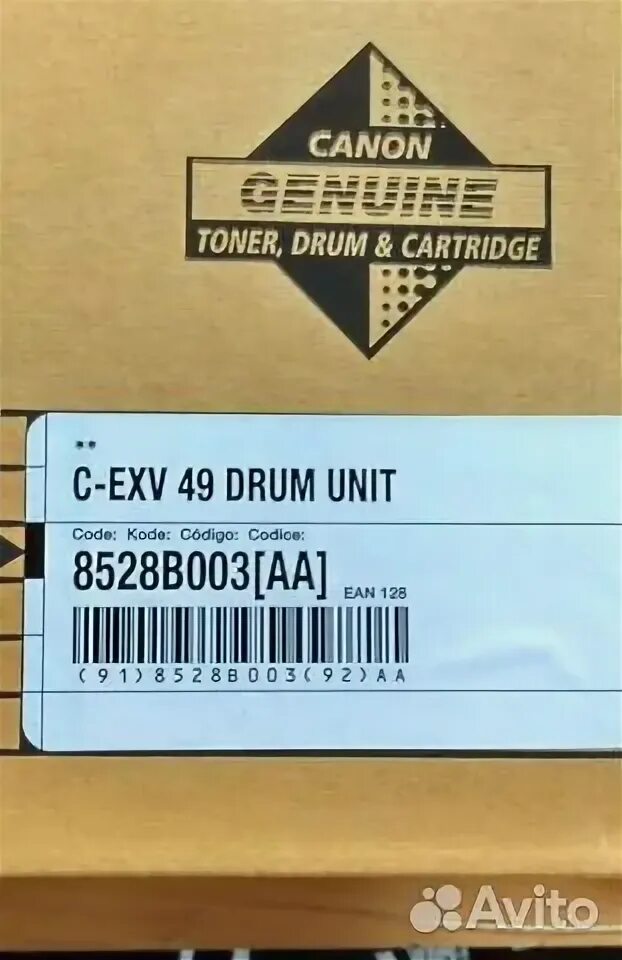 CANON
GENUINE
TONER, DRUM & CARTRIDGE
**
C-EXV 49 DRUM UNIT
Code: Kode: Código: Codice:
8528B003[AA]
EAN 128
(91)8528B003(92)AA
Avito